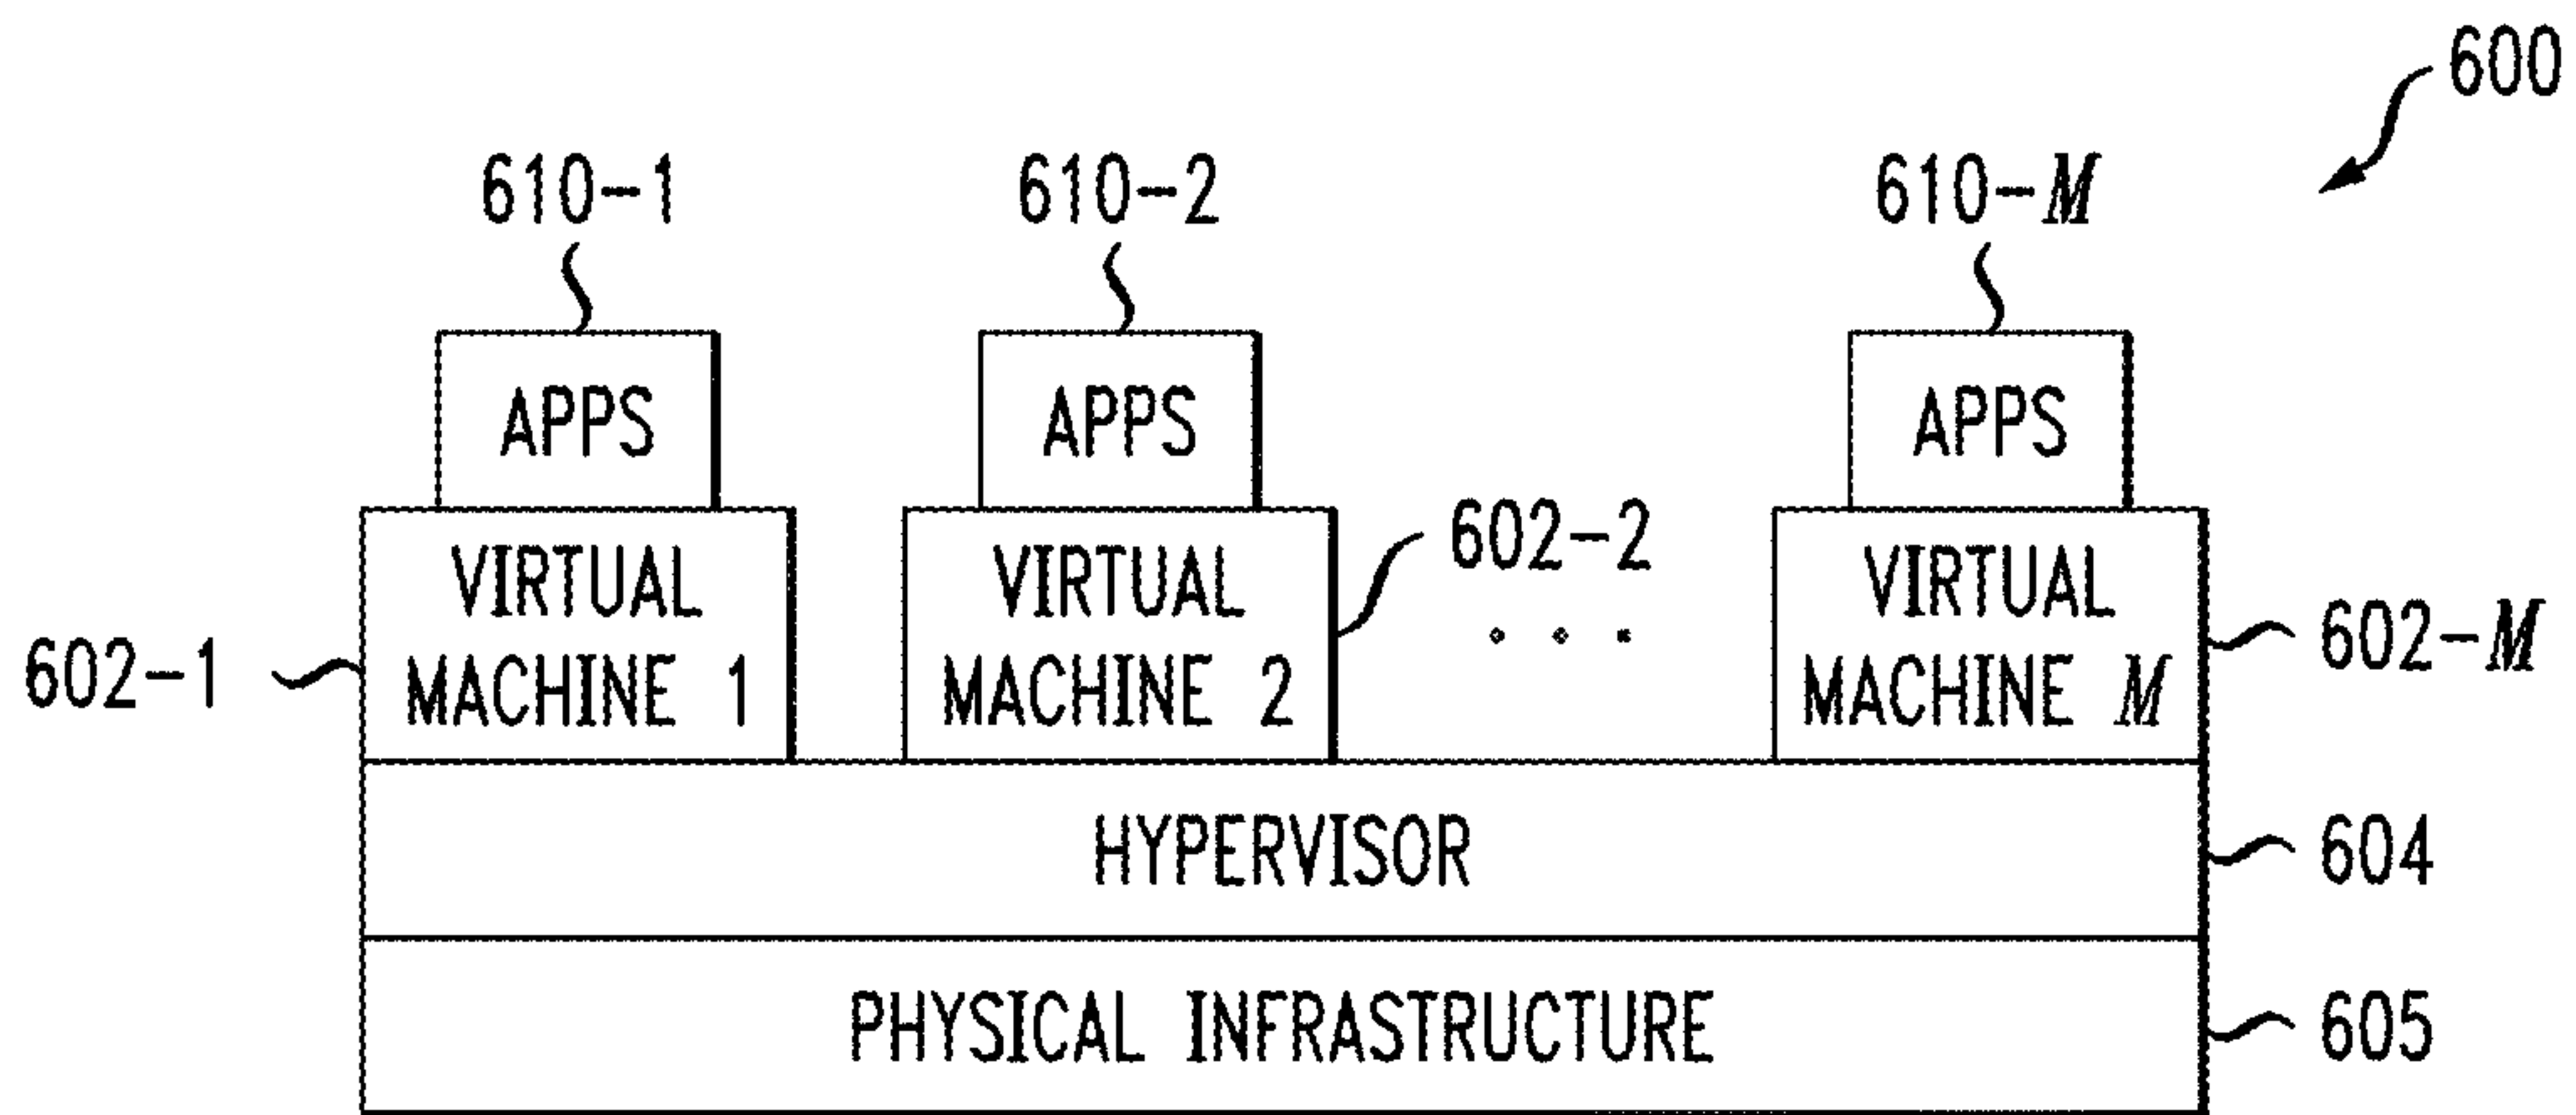 600
610-1 610-2 610-M
APPS APPS APPS
602-2
VIRTUAL VIRTUAL VIRTUAL
602-M
602-1
MACHINE 1 MACHINE 2 MACHINE M
HYPERVISOR
604
PHYSICAL INFRASTRUCTURE
605